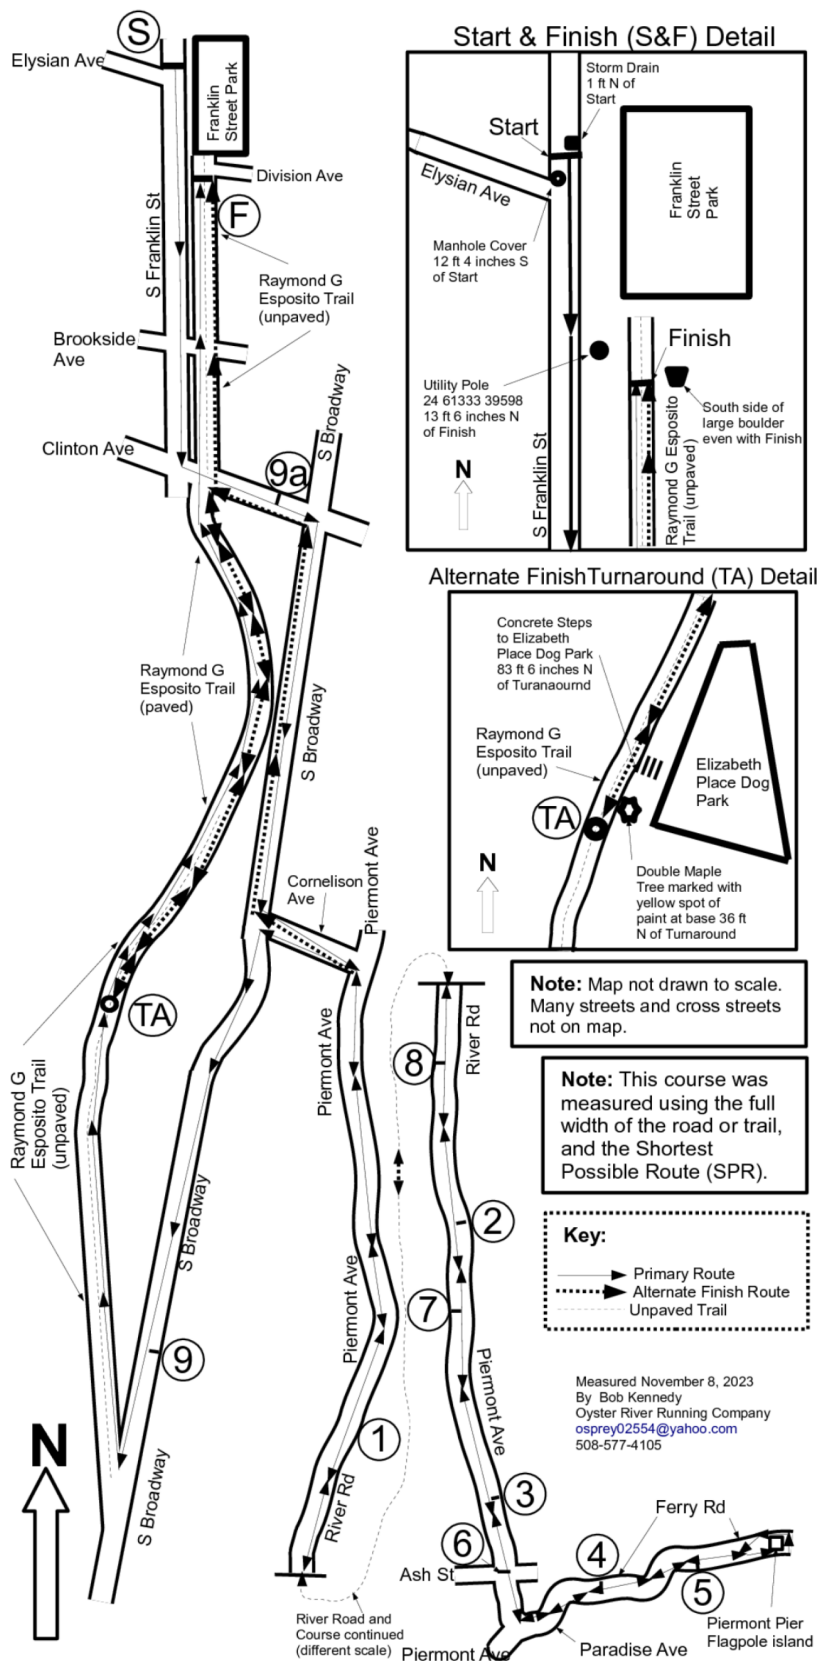 S
Elysian Ave
Franklin
Street Park
Division Ave
F
S Franklin St
Raymond G
Esposito Trail
(unpaved)
Brookside
Ave
S Broadway
Clinton Ave
9a
Raymond G
Esposito Trail
(paved)
S Broadway
Cornelison
Ave
Piermont Ave
TA
Raymond G
Esposito Trail
(unpaved)
Piermont Ave
S Broadway
Piermont Ave
9
1
S Broadway
River Rd
N
River Road and
Course continued
(different scale)
River Rd
8
2
7
Piermont Ave
3
6
Ash St
4
Ferry Rd
5
Piermont Pier
Flagpole island
Paradise Ave
Piermont Ave
Start & Finish (S&F) Detail
Storm Drain
1 ft N of
Start
Start
Elysian Ave
Franklin
Street
Park
Manhole Cover
12 ft 4 inches S
of Start
Finish
Utility Pole
24 61333 39598
13 ft 6 inches N
of Finish
South side of
large boulder
even with Finish
N
S Franklin St
Raymond G Esposito
Trail (unpaved)
Alternate FinishTurnaround (TA) Detail
Concrete Steps
to Elizabeth
Place Dog Park
83 ft 6 inches N
of Turanaournd
Raymond G
Esposito Trail
(unpaved)
Elizabeth
Place Dog
Park
TA
N
Double Maple
Tree marked with
yellow spot of
paint at base 36 ft
N of Turnaround
Note: Map not drawn to scale.
Many streets and cross streets
not on map.
Note: This course was
measured using the full
width of the road or trail,
and the Shortest
Possible Route (SPR).
Key:
Primary Route
Alternate Finish Route
Unpaved Trail
Measured November 8, 2023
By Bob Kennedy
Oyster River Running Company
osprey02554@yahoo.com
508-577-4105